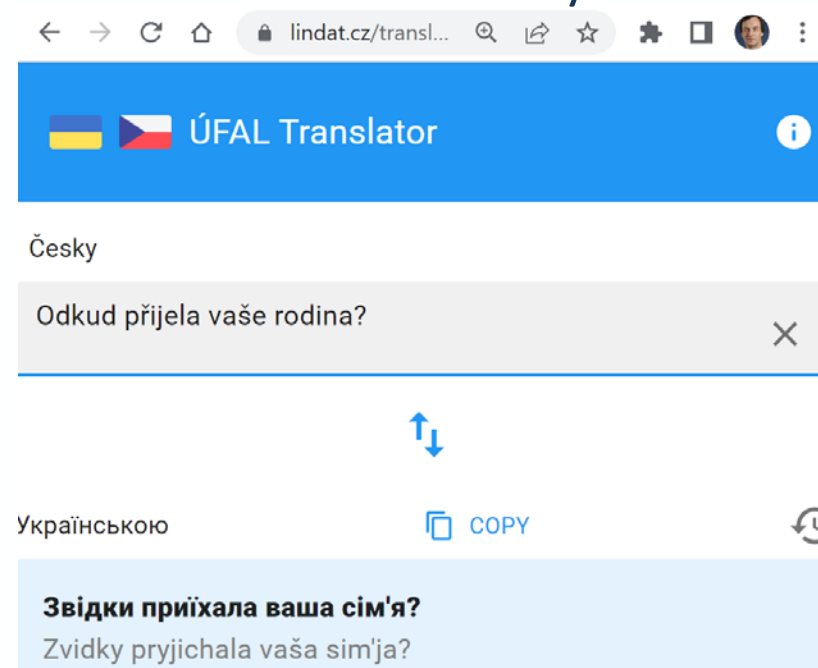 lindat.cz/transl...
ÚFAL Translator
Česky
Odkud přijela vaše rodina?
Українською
COPY
Звідки приїхала ваша сім'я?
Zvidky pryjichala vaša sim'ja?